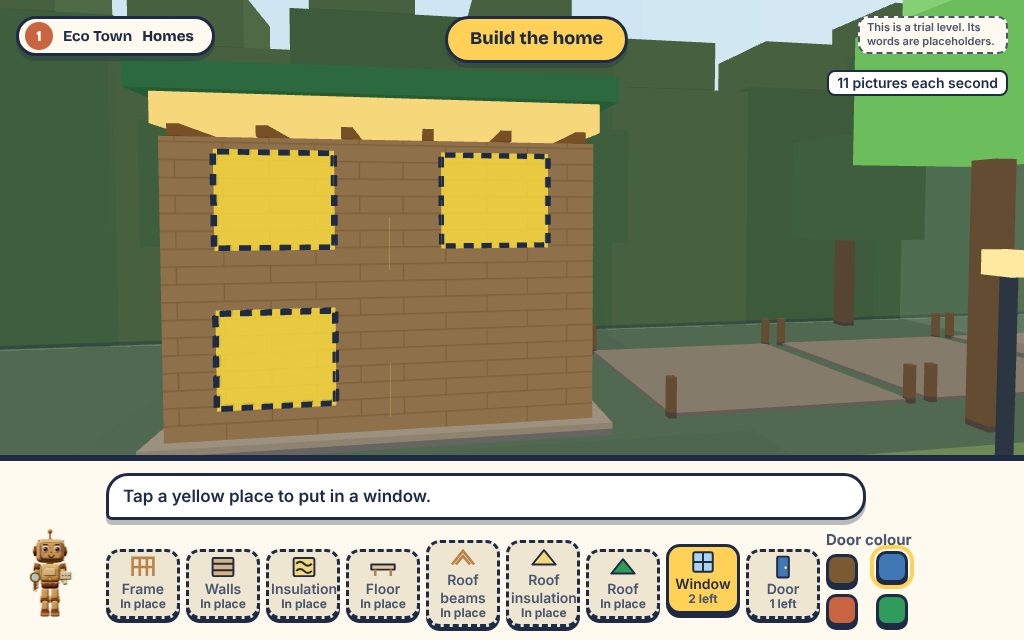 1 Eco Town Homes
Build the home
This is a trial level. Its
words are placeholders.
11 pictures each second
Tap a yellow place to put in a window.
Frame
In place
Walls
In place
Insulation
In place
Floor
In place
Roof
beams
In place
Roof
insulation
In place
Roof
In place
Window
2 left
Door
1 left
Door colour